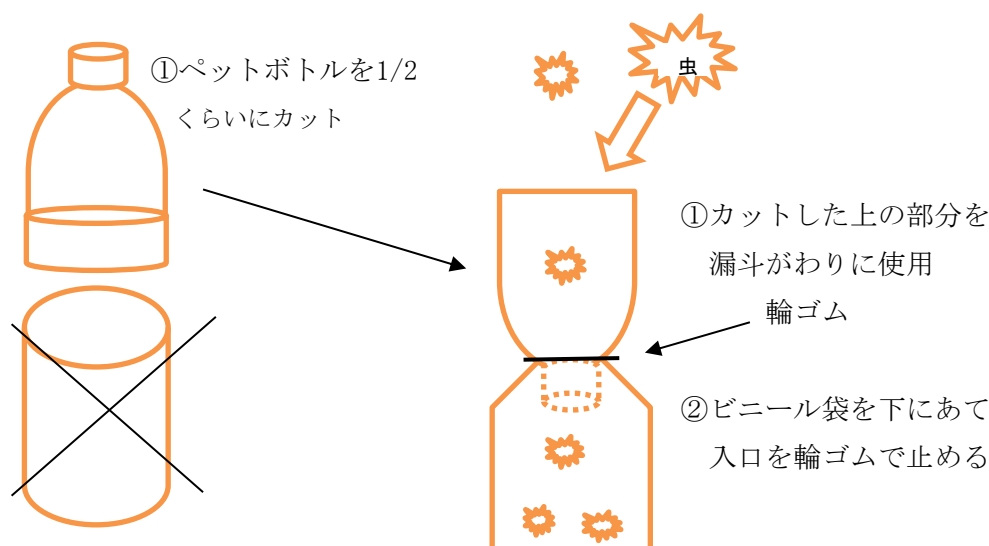 ①ペットボトルを1/2
くらいにカット
虫
①カットした上の部分を
漏斗がわりに使用
輪ゴム
②ビニール袋を下にあて
入口を輪ゴムで止める